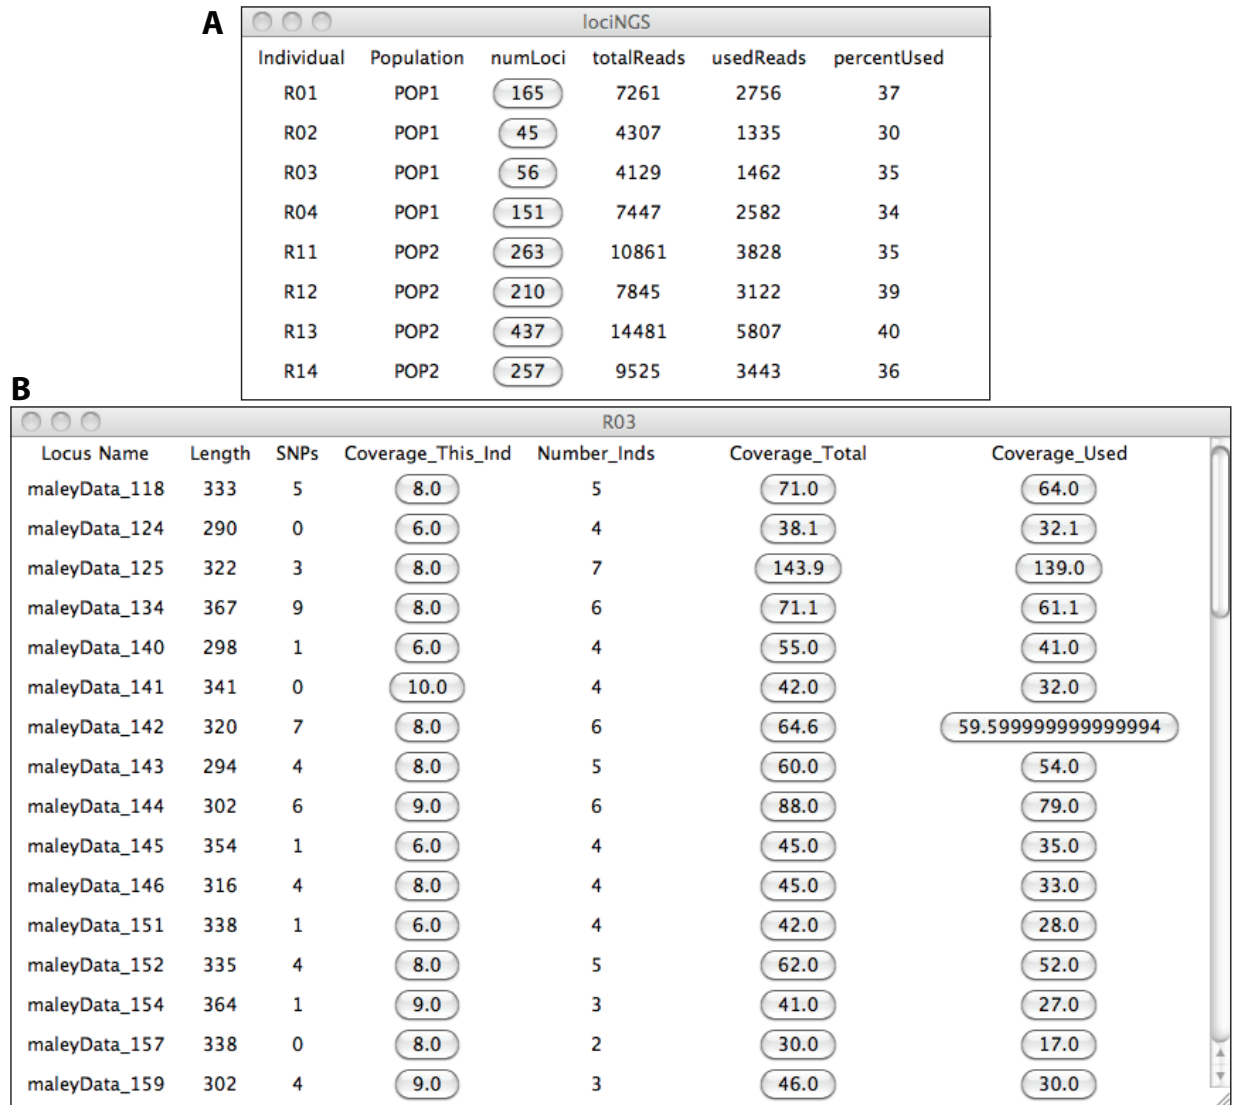 A
lociNGS
Individual Population numLoci totalReads usedReads percentUsed
R01 POP1 165 7261 2756 37
R02 POP1 45 4307 1335 30
R03 POP1 56 4129 1462 35
R04 POP1 151 7447 2582 34
R11 POP2 263 10861 3828 35
R12 POP2 210 7845 3122 39
R13 POP2 437 14481 5807 40
R14 POP2 257 9525 3443 36
B
R03
Locus Name Length SNPs Coverage_This_Ind Number_Inds Coverage_Total Coverage_Used
maleyData_118 333 5 8.0 5 71.0 64.0
maleyData_124 290 0 6.0 4 38.1 32.1
maleyData_125 322 3 8.0 7 143.9 139.0
maleyData_134 367 9 8.0 6 71.1 61.1
maleyData_140 298 1 6.0 4 55.0 41.0
maleyData_141 341 0 10.0 4 42.0 32.0
maleyData_142 320 7 8.0 6 64.6 59.599999999999994
maleyData_143 294 4 8.0 5 60.0 54.0
maleyData_144 302 6 9.0 6 88.0 79.0
maleyData_145 354 1 6.0 4 45.0 35.0
maleyData_146 316 4 8.0 4 45.0 33.0
maleyData_151 338 1 6.0 4 42.0 28.0
maleyData_152 335 4 8.0 5 62.0 52.0
maleyData_154 364 1 9.0 3 41.0 27.0
maleyData_157 338 0 8.0 2 30.0 17.0
maleyData_159 302 4 9.0 3 46.0 30.0